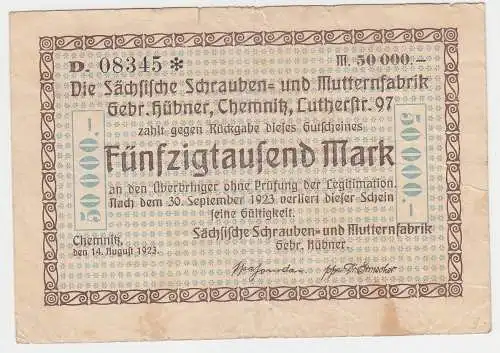 D. 08345 * M. 50 000.–
Die Sächsische Schrauben- und Mutternfabrik
Gebr. Hübner, Chemnitz, Lutherstr. 97
zahlt gegen Rückgabe dieses Gutscheines
Fünfzigtausend Mark
an den Überbringer ohne Prüfung der Legitimation.
Nach dem 30. September 1923 verliert dieser Schein
seine Gültigkeit.
50 000.–
50 000.–
Chemnitz,
den 14. August 1923.
Sächsische Schrauben- und Mutternfabrik
Gebr. Hübner.